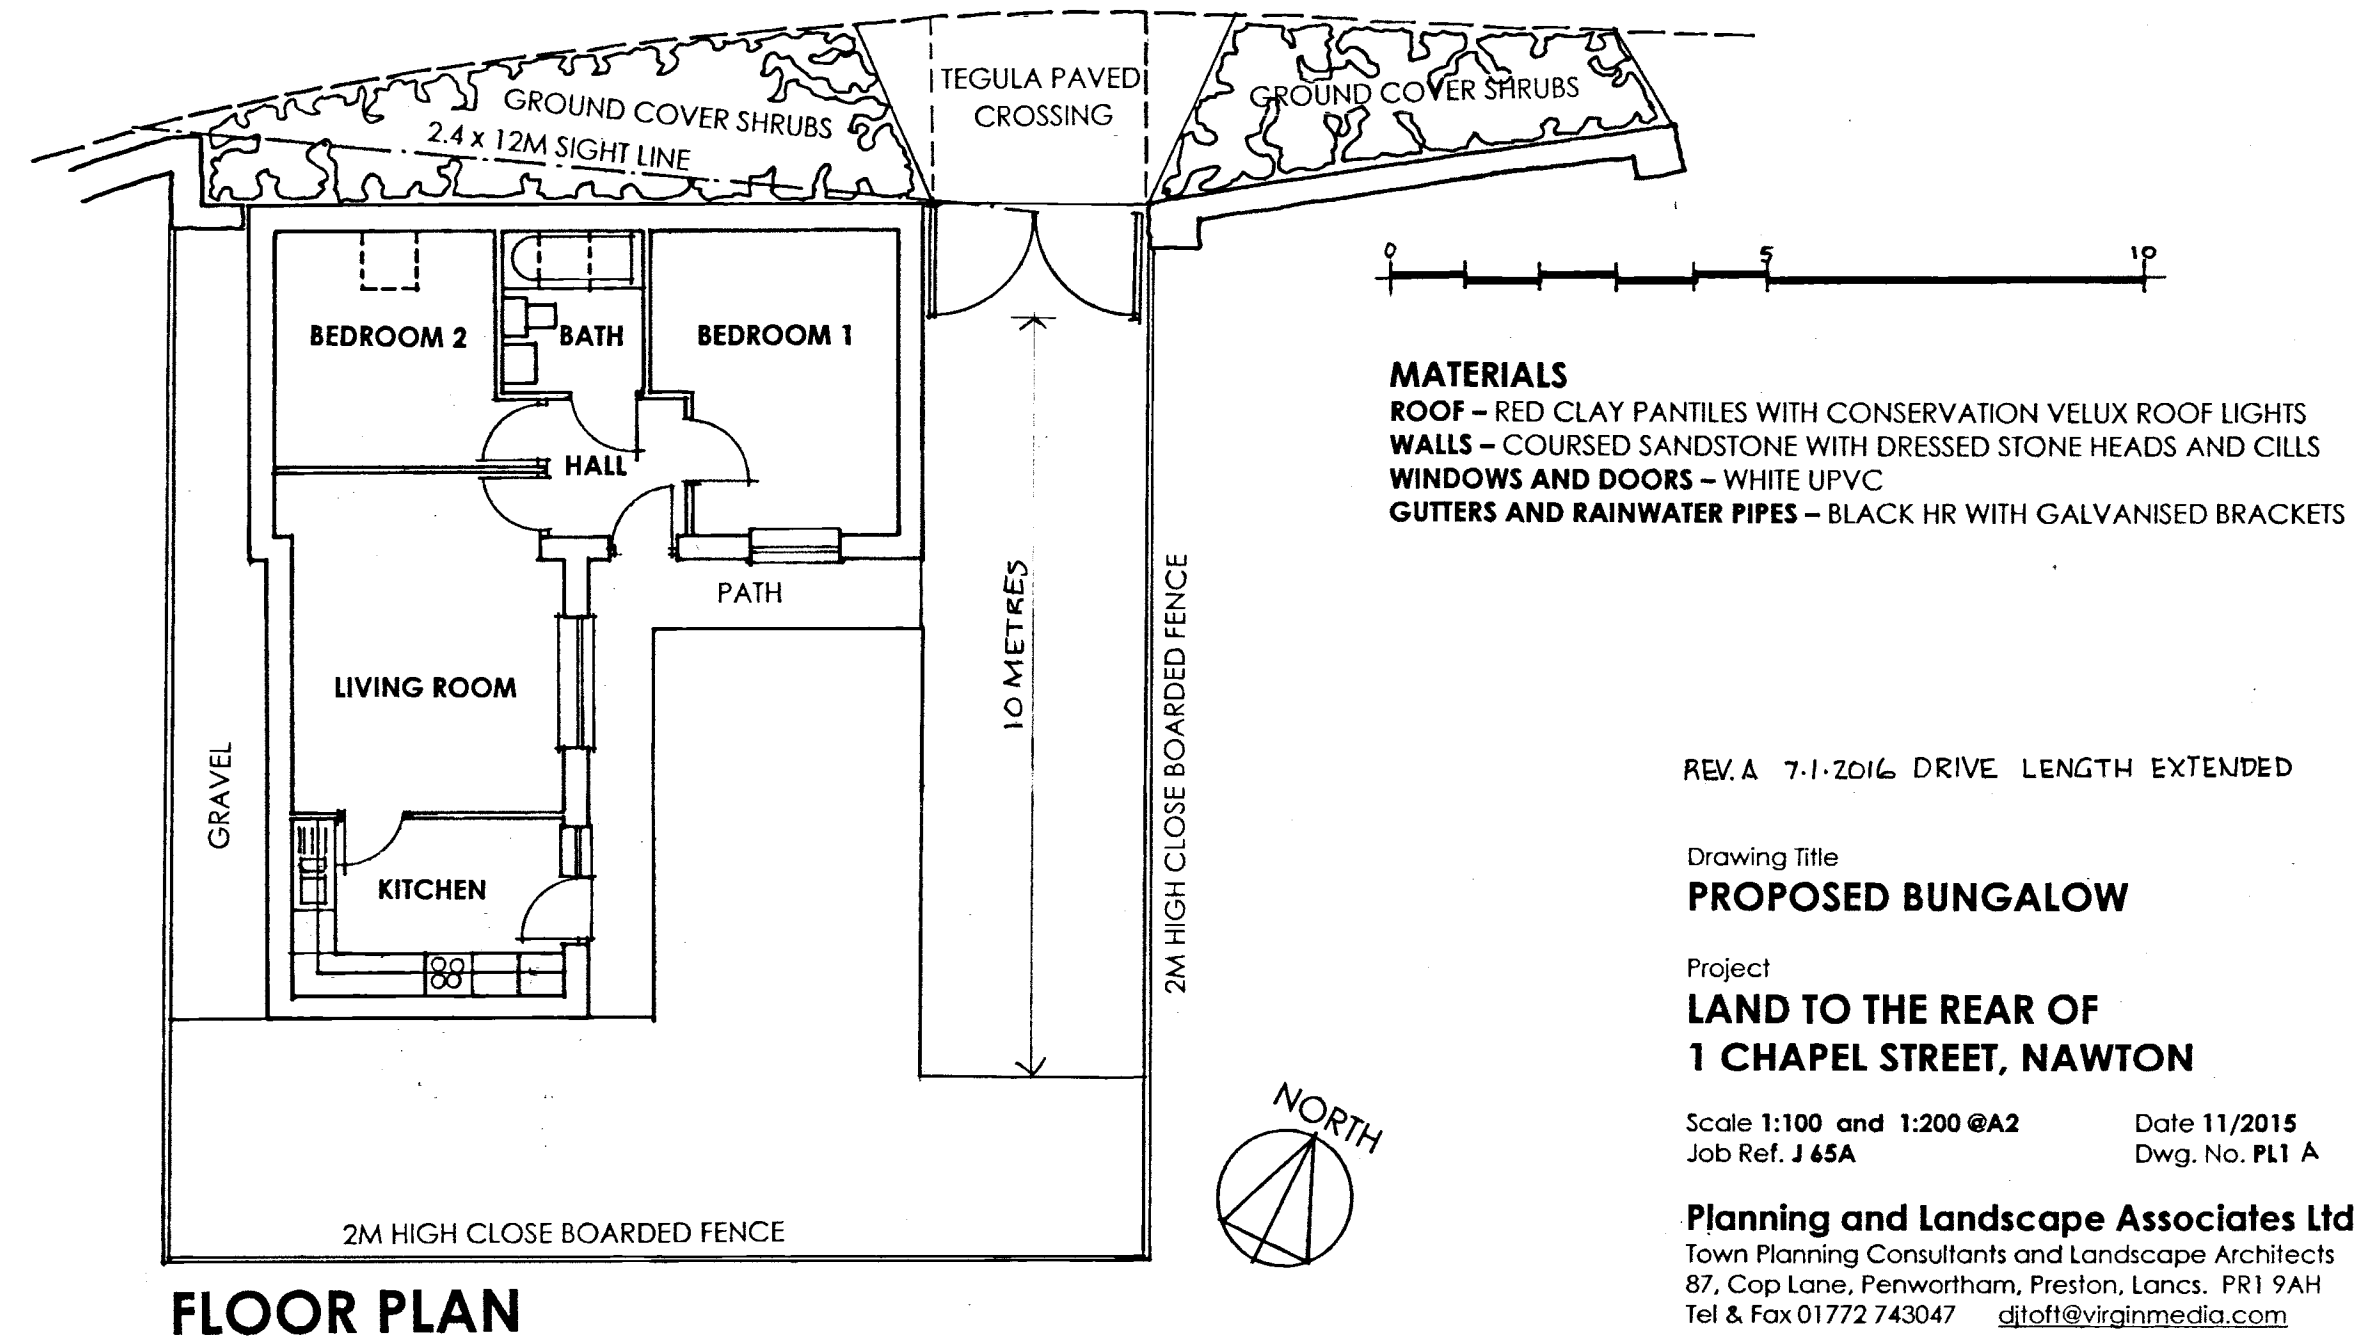 TEGULA PAVED
CROSSING
GROUND COVER SHRUBS
2.4 x 12M SIGHT LINE
GROUND COVER SHRUBS
0 5 10
BEDROOM 2
BATH
BEDROOM 1
HALL
PATH
10 METRES
2M HIGH CLOSE BOARDED FENCE
LIVING ROOM
GRAVEL
KITCHEN
2M HIGH CLOSE BOARDED FENCE
FLOOR PLAN
NORTH
MATERIALS
ROOF – RED CLAY PANTILES WITH CONSERVATION VELUX ROOF LIGHTS
WALLS – COURSED SANDSTONE WITH DRESSED STONE HEADS AND CILLS
WINDOWS AND DOORS – WHITE UPVC
GUTTERS AND RAINWATER PIPES – BLACK HR WITH GALVANISED BRACKETS
REV. A 7.1.2016 DRIVE LENGTH EXTENDED
Drawing Title
PROPOSED BUNGALOW
Project
LAND TO THE REAR OF
1 CHAPEL STREET, NAWTON
Scale 1:100 and 1:200 @A2 Date 11/2015
Job Ref. J 65A Dwg. No. PL1 A
Planning and Landscape Associates Ltd
Town Planning Consultants and Landscape Architects
87, Cop Lane, Penwortham, Preston, Lancs. PR1 9AH
Tel & Fax 01772 743047 djtoft@virginmedia.com